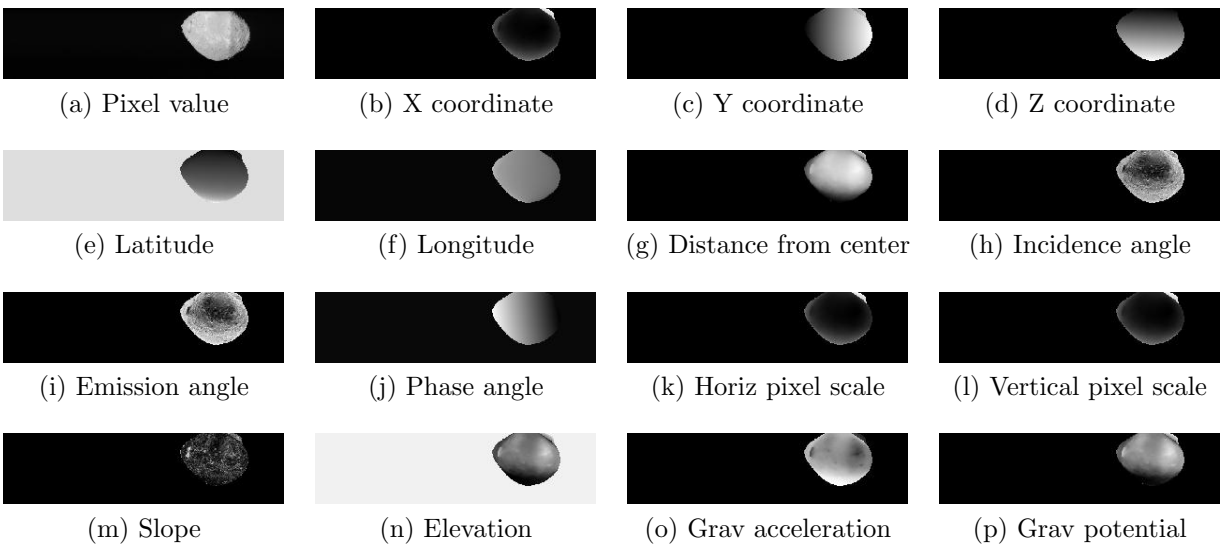 (a) Pixel value
(b) X coordinate
(c) Y coordinate
(d) Z coordinate
(e) Latitude
(f) Longitude
(g) Distance from center
(h) Incidence angle
(i) Emission angle
(j) Phase angle
(k) Horiz pixel scale
(l) Vertical pixel scale
(m) Slope
(n) Elevation
(o) Grav acceleration
(p) Grav potential